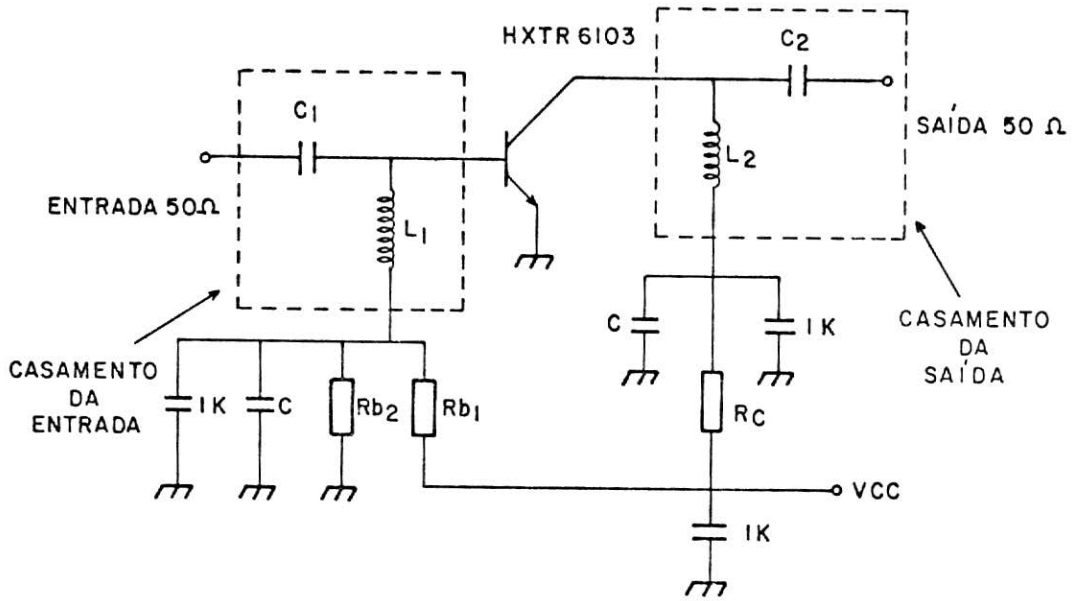 HXTR 6103
C2
C1
SAÍDA 50 Ω
L2
ENTRADA 50Ω
L1
C
1K
CASAMENTO
DA
SAÍDA
CASAMENTO
DA
ENTRADA
1K
C
Rb2
Rb1
RC
VCC
1K